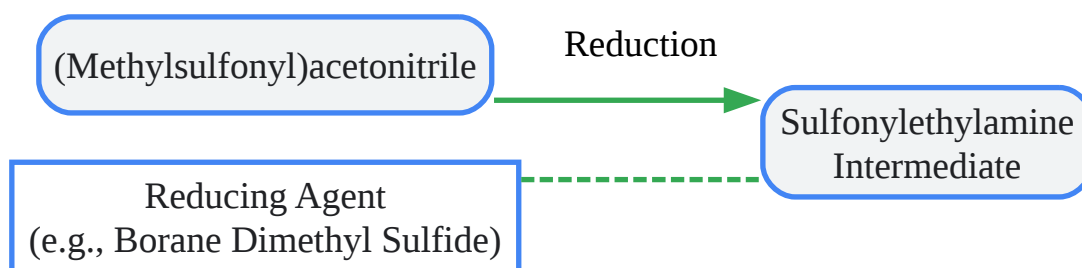 (Methylsulfonyl)acetonitrile
Reduction
Sulfonylethylamine
Intermediate
Reducing Agent
(e.g., Borane Dimethyl Sulfide)